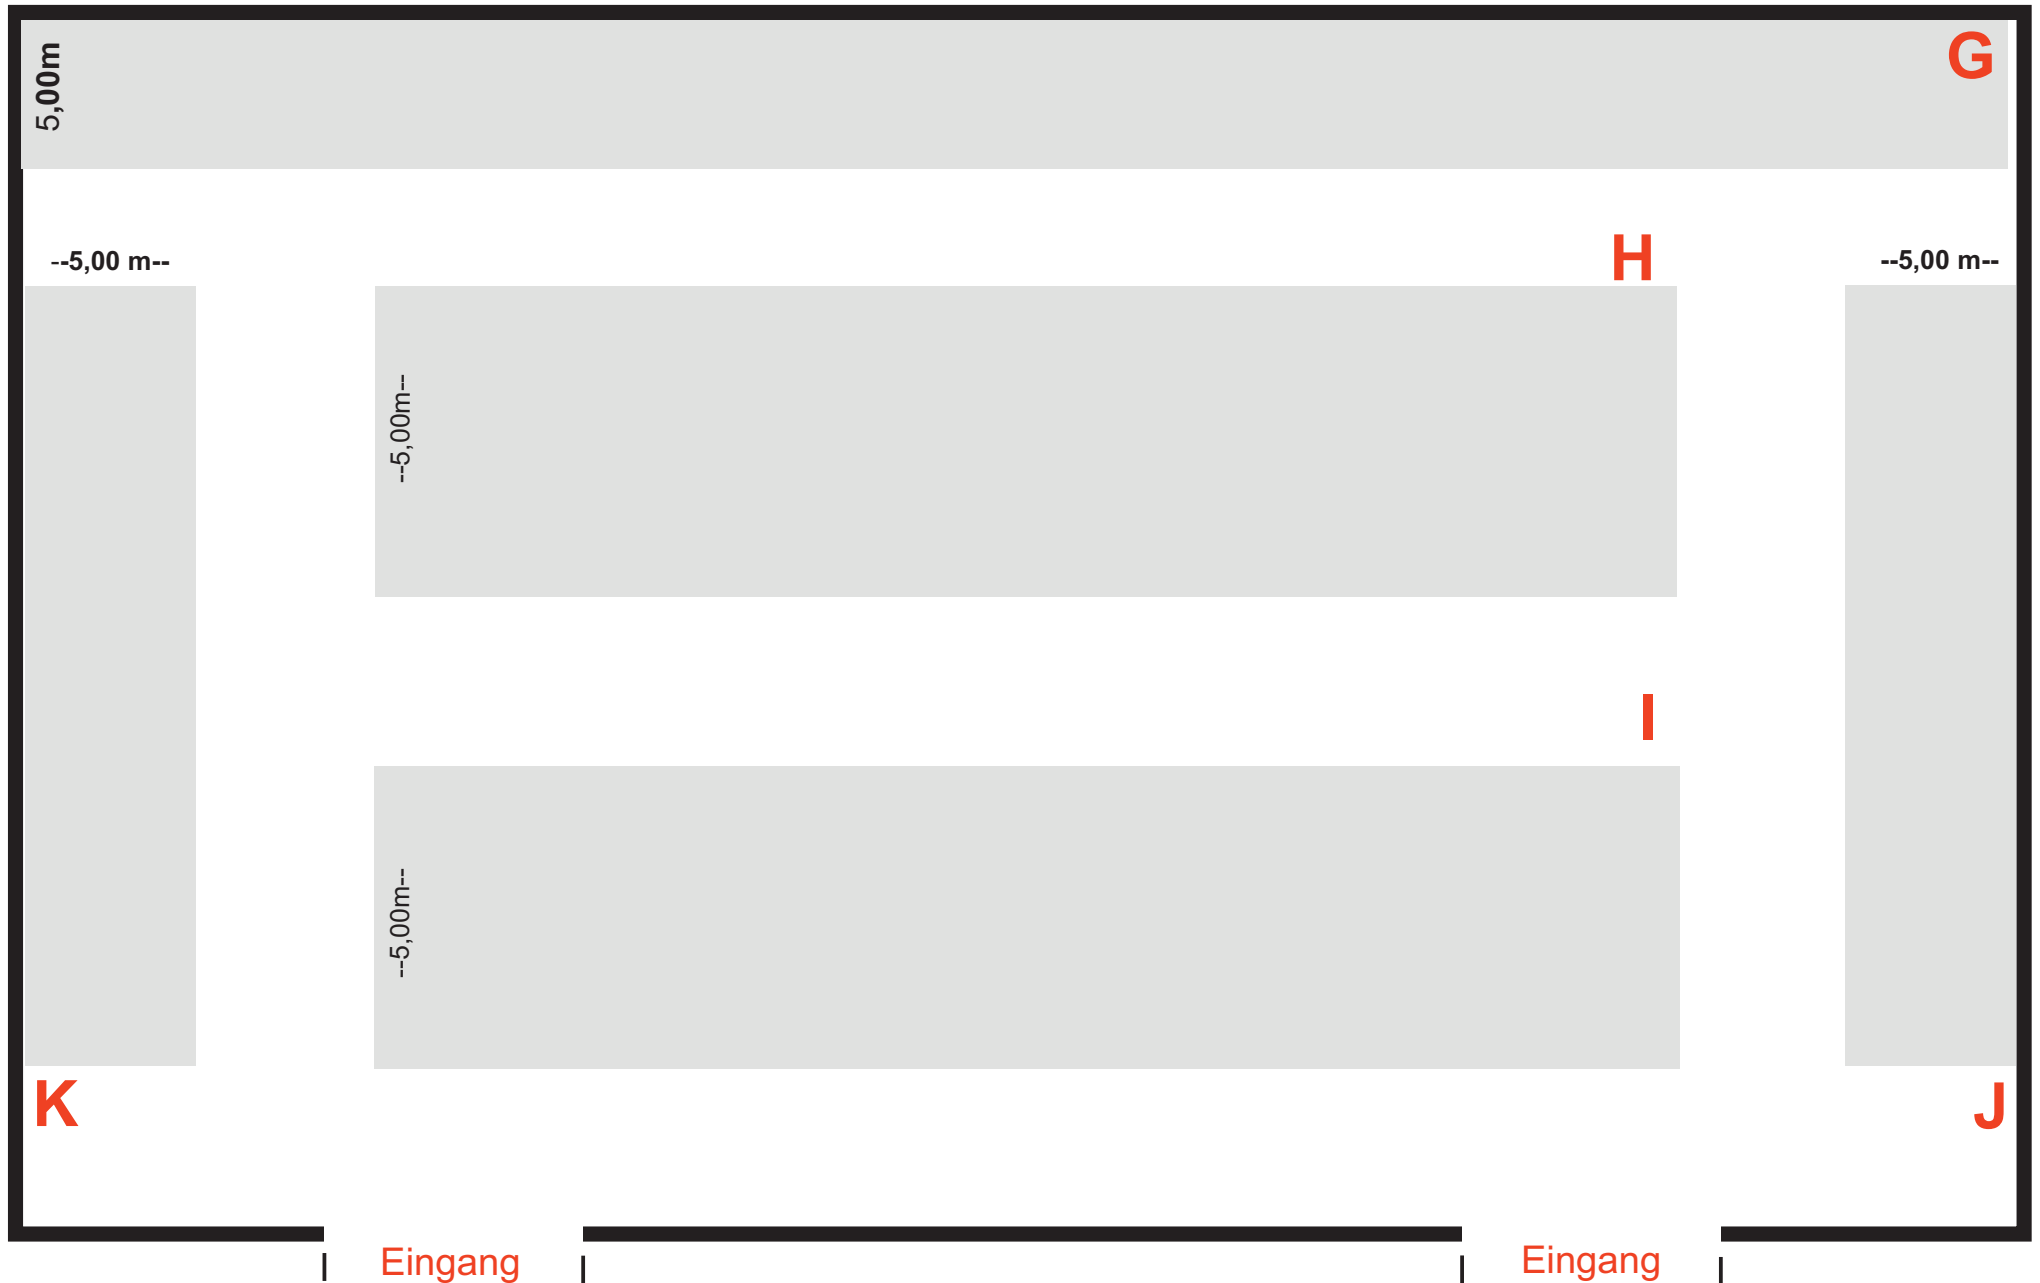 G
5,00m
H
--5,00 m--
--5,00 m--
--5,00m--
I
--5,00m--
K
J
Eingang
Eingang